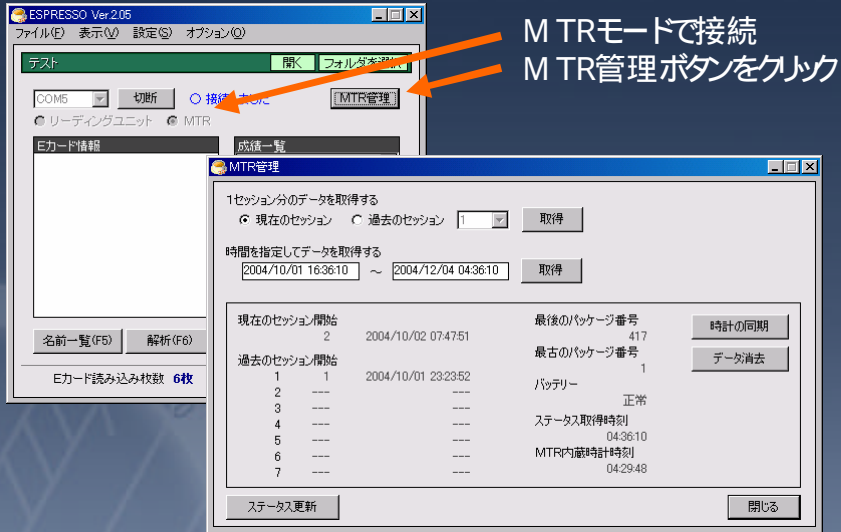 ESPRESSO Ver.2.05
ファイル(F) 表示(V) 設定(S) オプション(O)
テスト 開く フォルダを選択
COM5 切断 接続しました MTR管理
リーディングユニット MTR
Eカード情報 成績一覧
名前一覧(F5) 解析(F6)
Eカード読み込み枚数 6枚
MTRモードで接続
MTR管理ボタンをクリック
MTR管理
1セッション分のデータを取得する
現在のセッション 過去のセッション 1 取得
時間を指定してデータを取得する
2004/10/01 16:36:10 ～ 2004/12/04 04:36:10 取得
現在のセッション開始
2 2004/10/02 07:47:51
過去のセッション開始
1 1 2004/10/01 23:23:52
2 --- ---
3 --- ---
4 --- ---
5 --- ---
6 --- ---
7 --- ---
最後のパッケージ番号
417
最古のパッケージ番号
1
バッテリー
正常
ステータス取得時刻
04:36:10
MTR内蔵時計時刻
04:29:48
時計の同期
データ消去
ステータス更新 閉じる